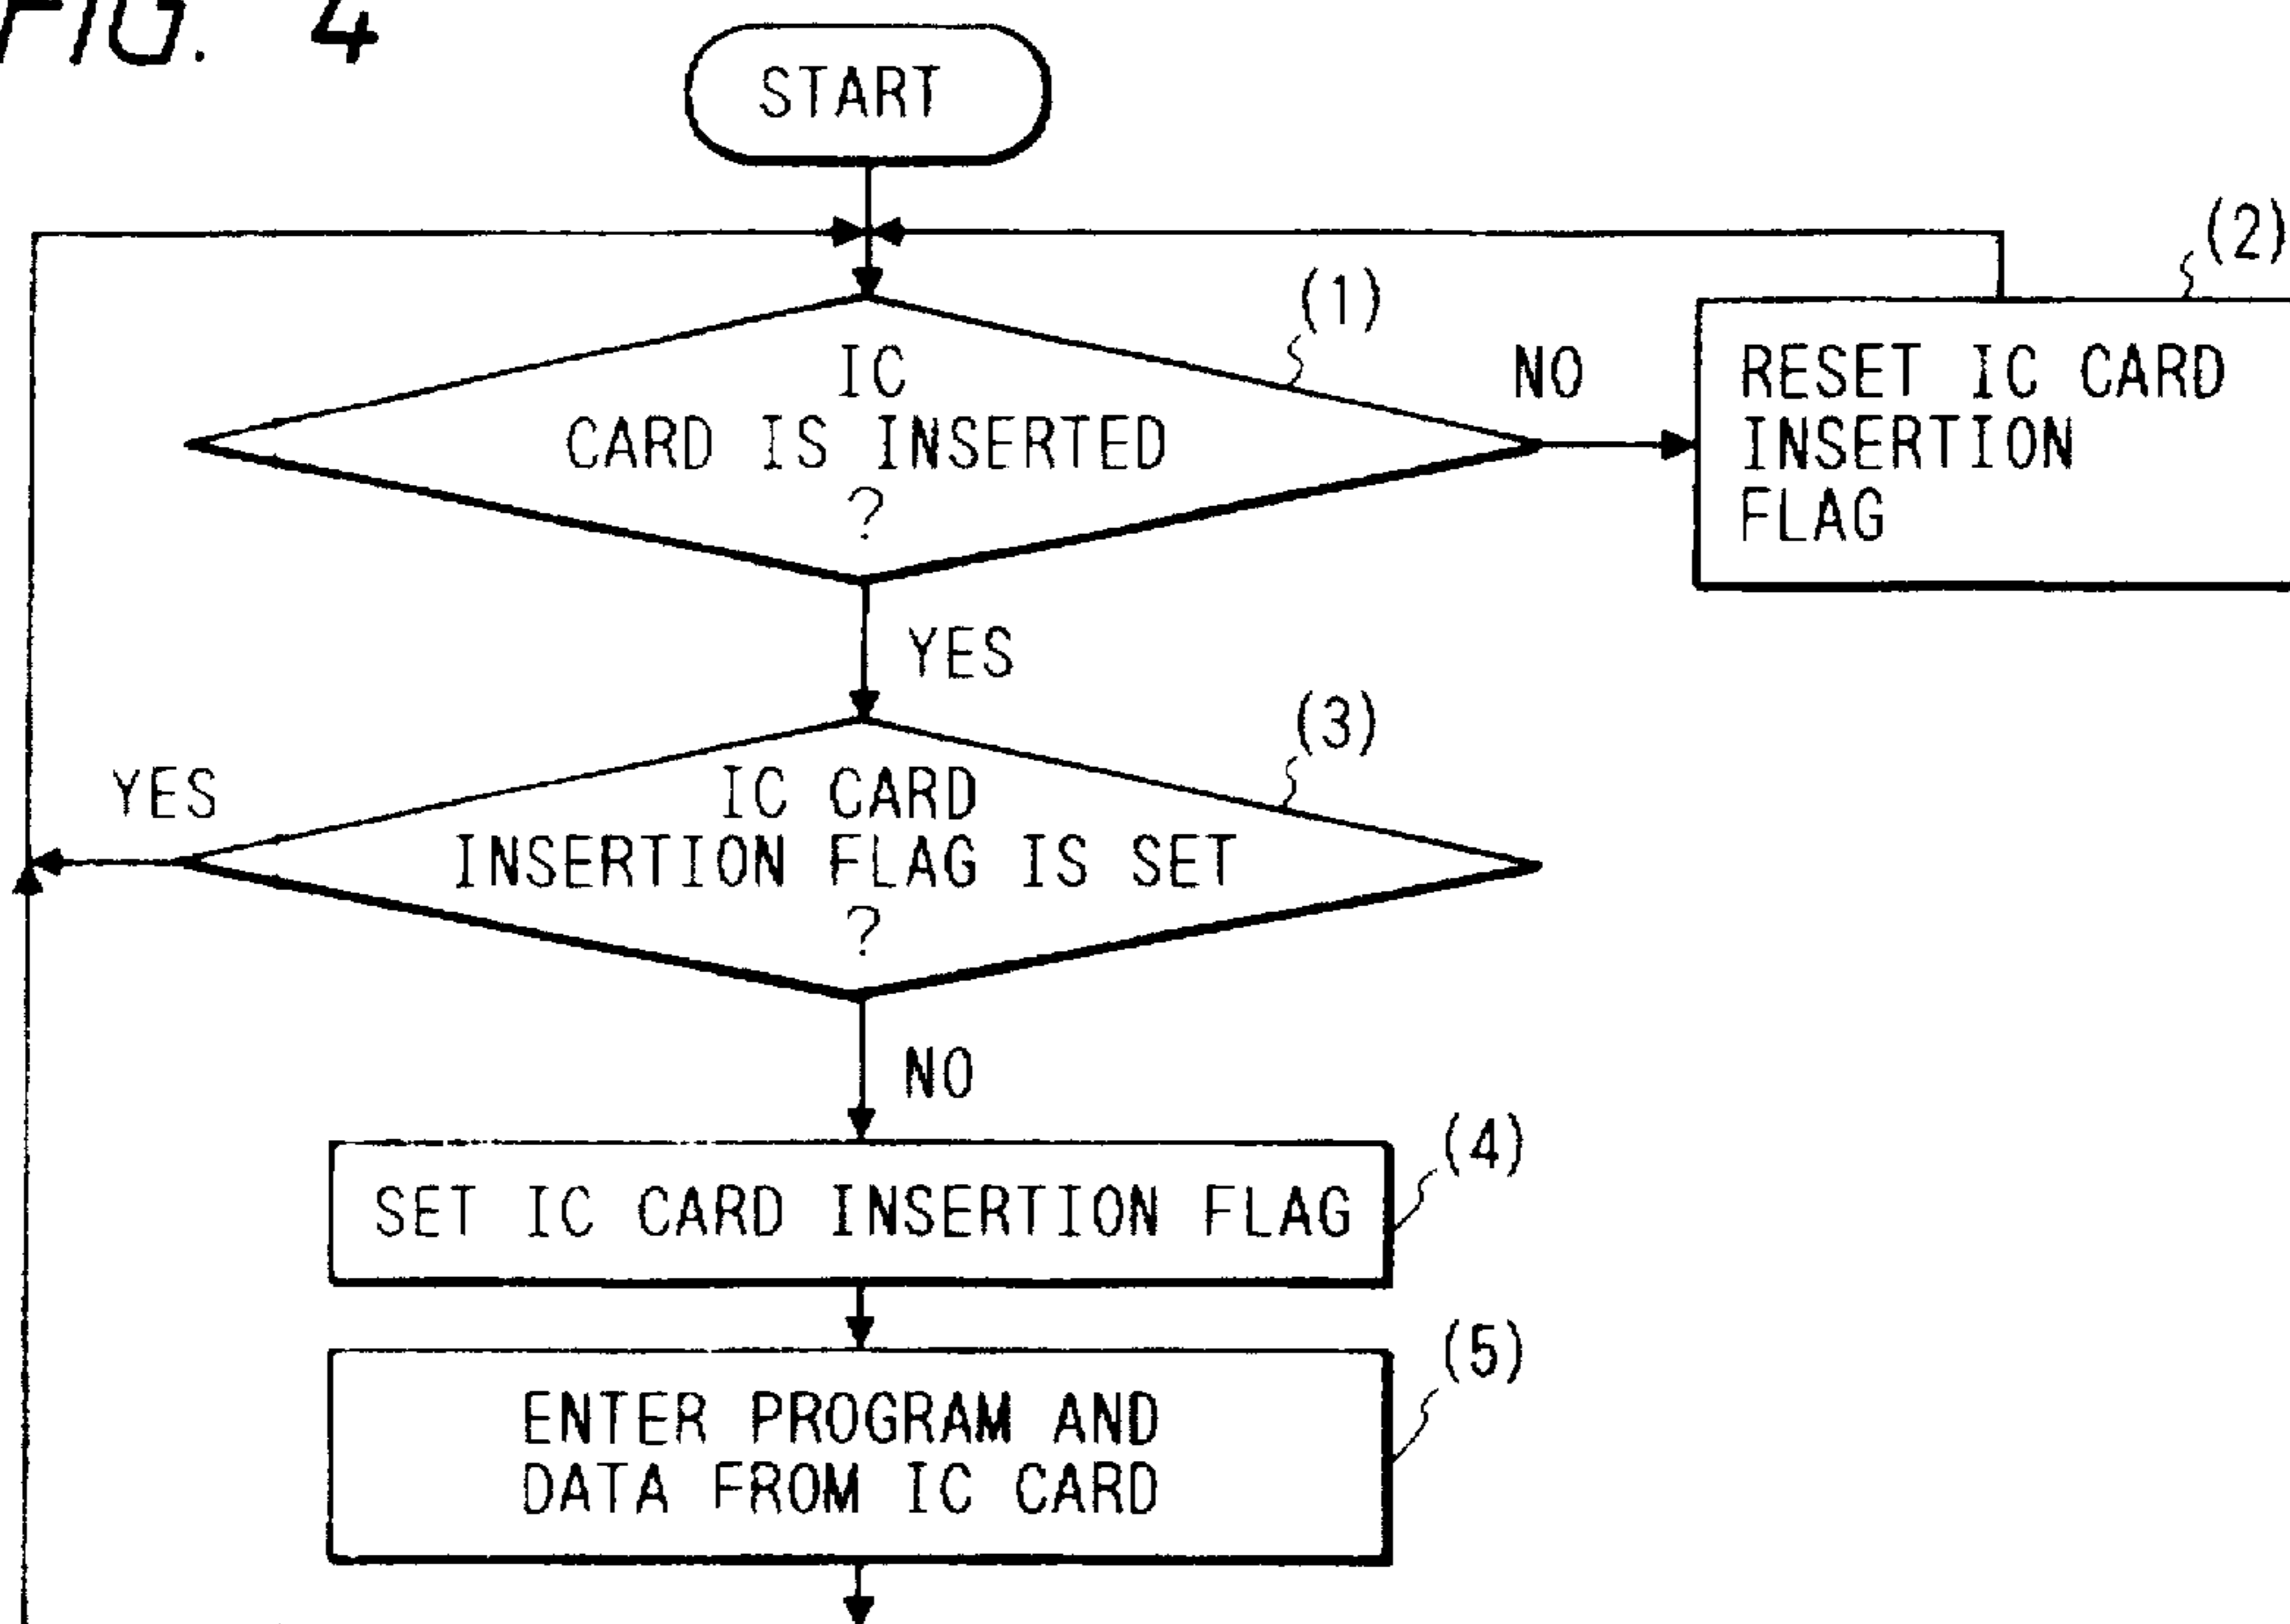 FIG. 4
START
(1)
(2)
IC
CARD IS INSERTED
?
NO
RESET IC CARD
INSERTION
FLAG
YES
(3)
YES
IC CARD
INSERTION FLAG IS SET
?
NO
(4)
SET IC CARD INSERTION FLAG
(5)
ENTER PROGRAM AND
DATA FROM IC CARD